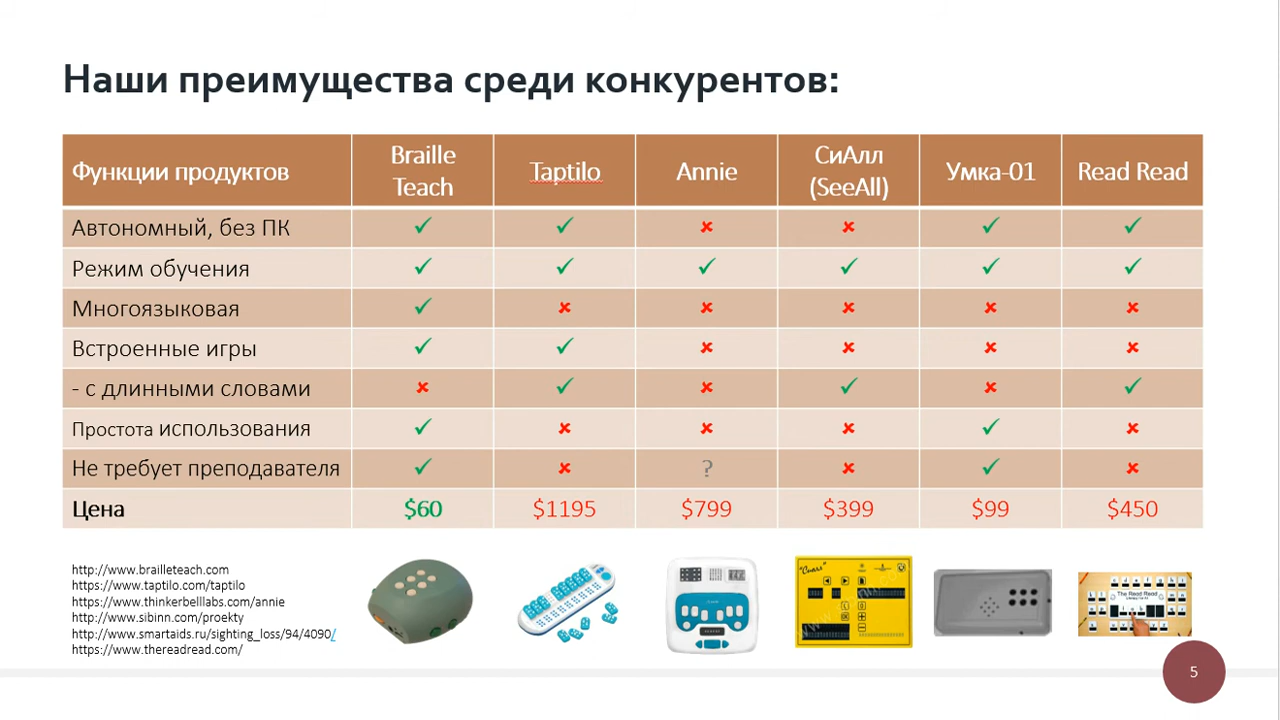 Наши преимущества среди конкурентов:
Функции продуктов Braille Teach Taptilo Annie СиАлл (SeeAll) Умка-01 Read Read
Автономный, без ПК ✓ ✓ ✘ ✘ ✓ ✓
Режим обучения ✓ ✓ ✓ ✓ ✓ ✓
Многоязыковая ✓ ✘ ✘ ✘ ✘ ✘
Встроенные игры ✓ ✓ ✘ ✘ ✘ ✘
- с длинными словами ✘ ✓ ✘ ✓ ✘ ✓
Простота использования ✓ ✘ ✘ ✘ ✓ ✘
Не требует преподавателя ✓ ✘ ? ✘ ✓ ✘
Цена $60 $1195 $799 $399 $99 $450
http://www.brailleteach.com
https://www.taptilo.com/taptilo
https://www.thinkerbelllabs.com/annie
http://www.sibinn.com/proekty
http://www.smartaids.ru/sighting_loss/94/4090/
https://www.thereadread.com/
The Read Read
5